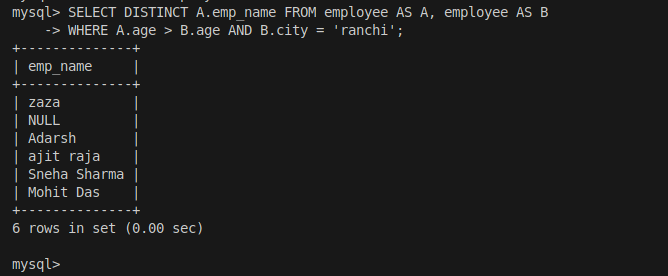 mysql> SELECT DISTINCT A.emp_name FROM employee AS A, employee AS B
    -> WHERE A.age > B.age AND B.city = 'ranchi';
+--------------+
| emp_name     |
+--------------+
| zaza         |
| NULL         |
| Adarsh       |
| ajit raja    |
| Sneha Sharma |
| Mohit Das    |
+--------------+
6 rows in set (0.00 sec)

mysql>